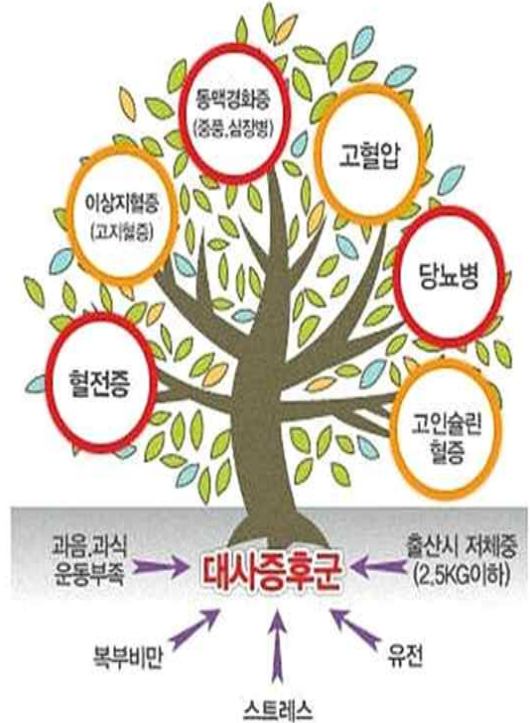 동맥경화증
(중풍.심장병)
고혈압
이상지혈증
(고지혈증)
당뇨병
혈전증
고인슐린
혈증
과음.과식
운동부족
대사증후군
출산시 저체중
(2.5KG이하)
복부비만
유전
스트레스